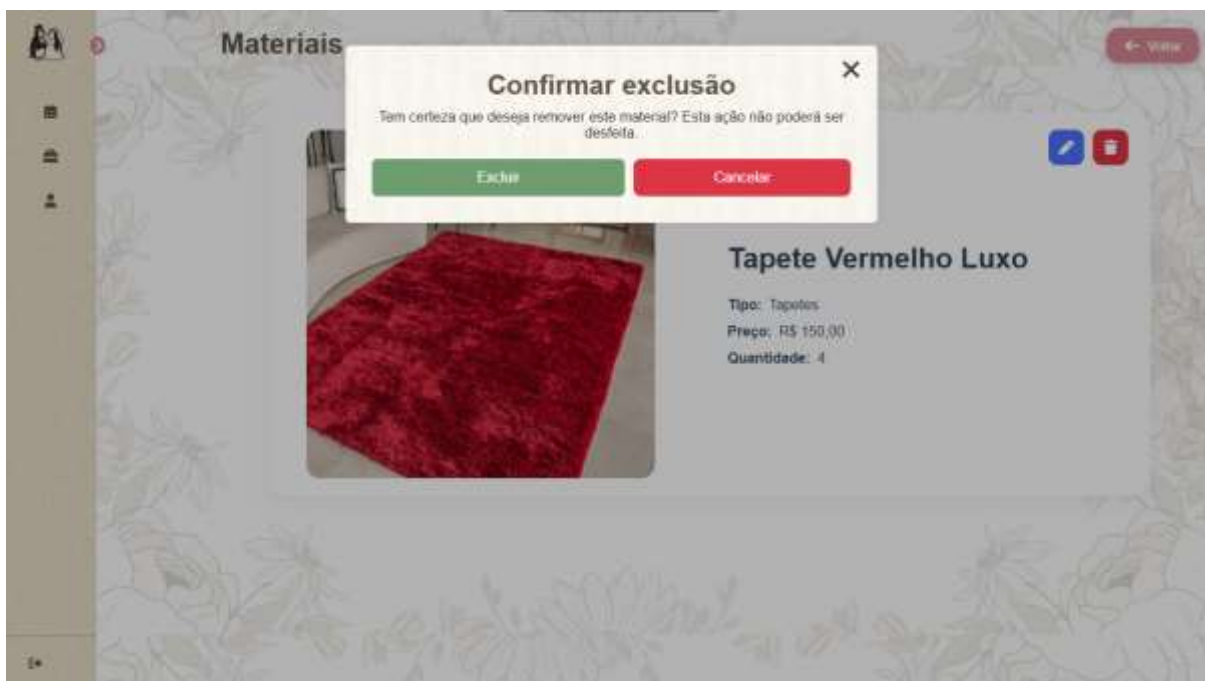 Materiais
← Voltar
Confirmar exclusão
×
Tem certeza que deseja remover este material? Esta ação não poderá ser
desfeita.
Excluir
Cancelar
Tapete Vermelho Luxo
Tipo: Tapetes
Preço: R$ 150,00
Quantidade: 4